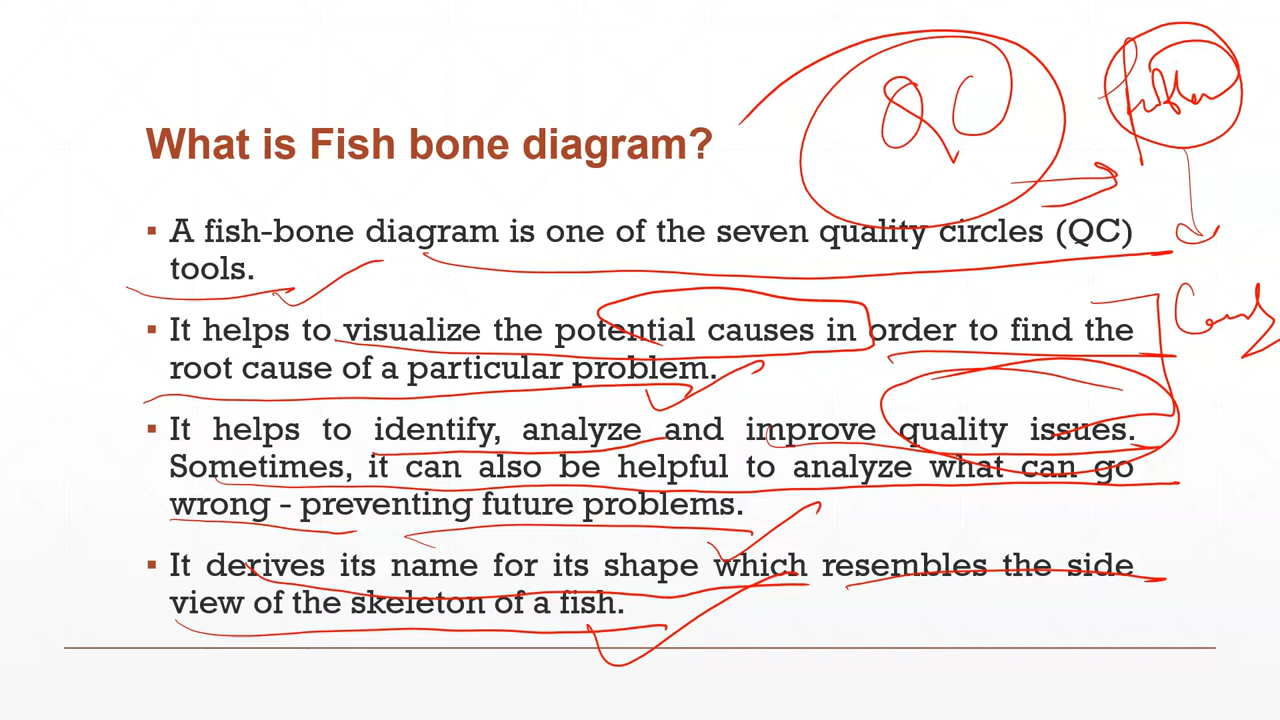 QC
What is Fish bone diagram?
▪ A fish-bone diagram is one of the seven quality circles (QC)
tools.
▪ It helps to visualize the potential causes in order to find the
root cause of a particular problem.
▪ It helps to identify, analyze and improve quality issues.
Sometimes, it can also be helpful to analyze what can go
wrong - preventing future problems.
▪ It derives its name for its shape which resembles the side
view of the skeleton of a fish.